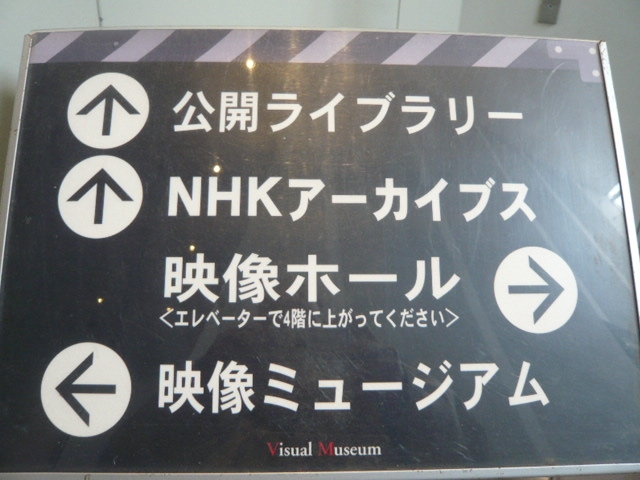 公開ライブラリー
NHKアーカイブス
映像ホール
<エレベーターで4階に上がってください>
映像ミュージアム
Visual Museum